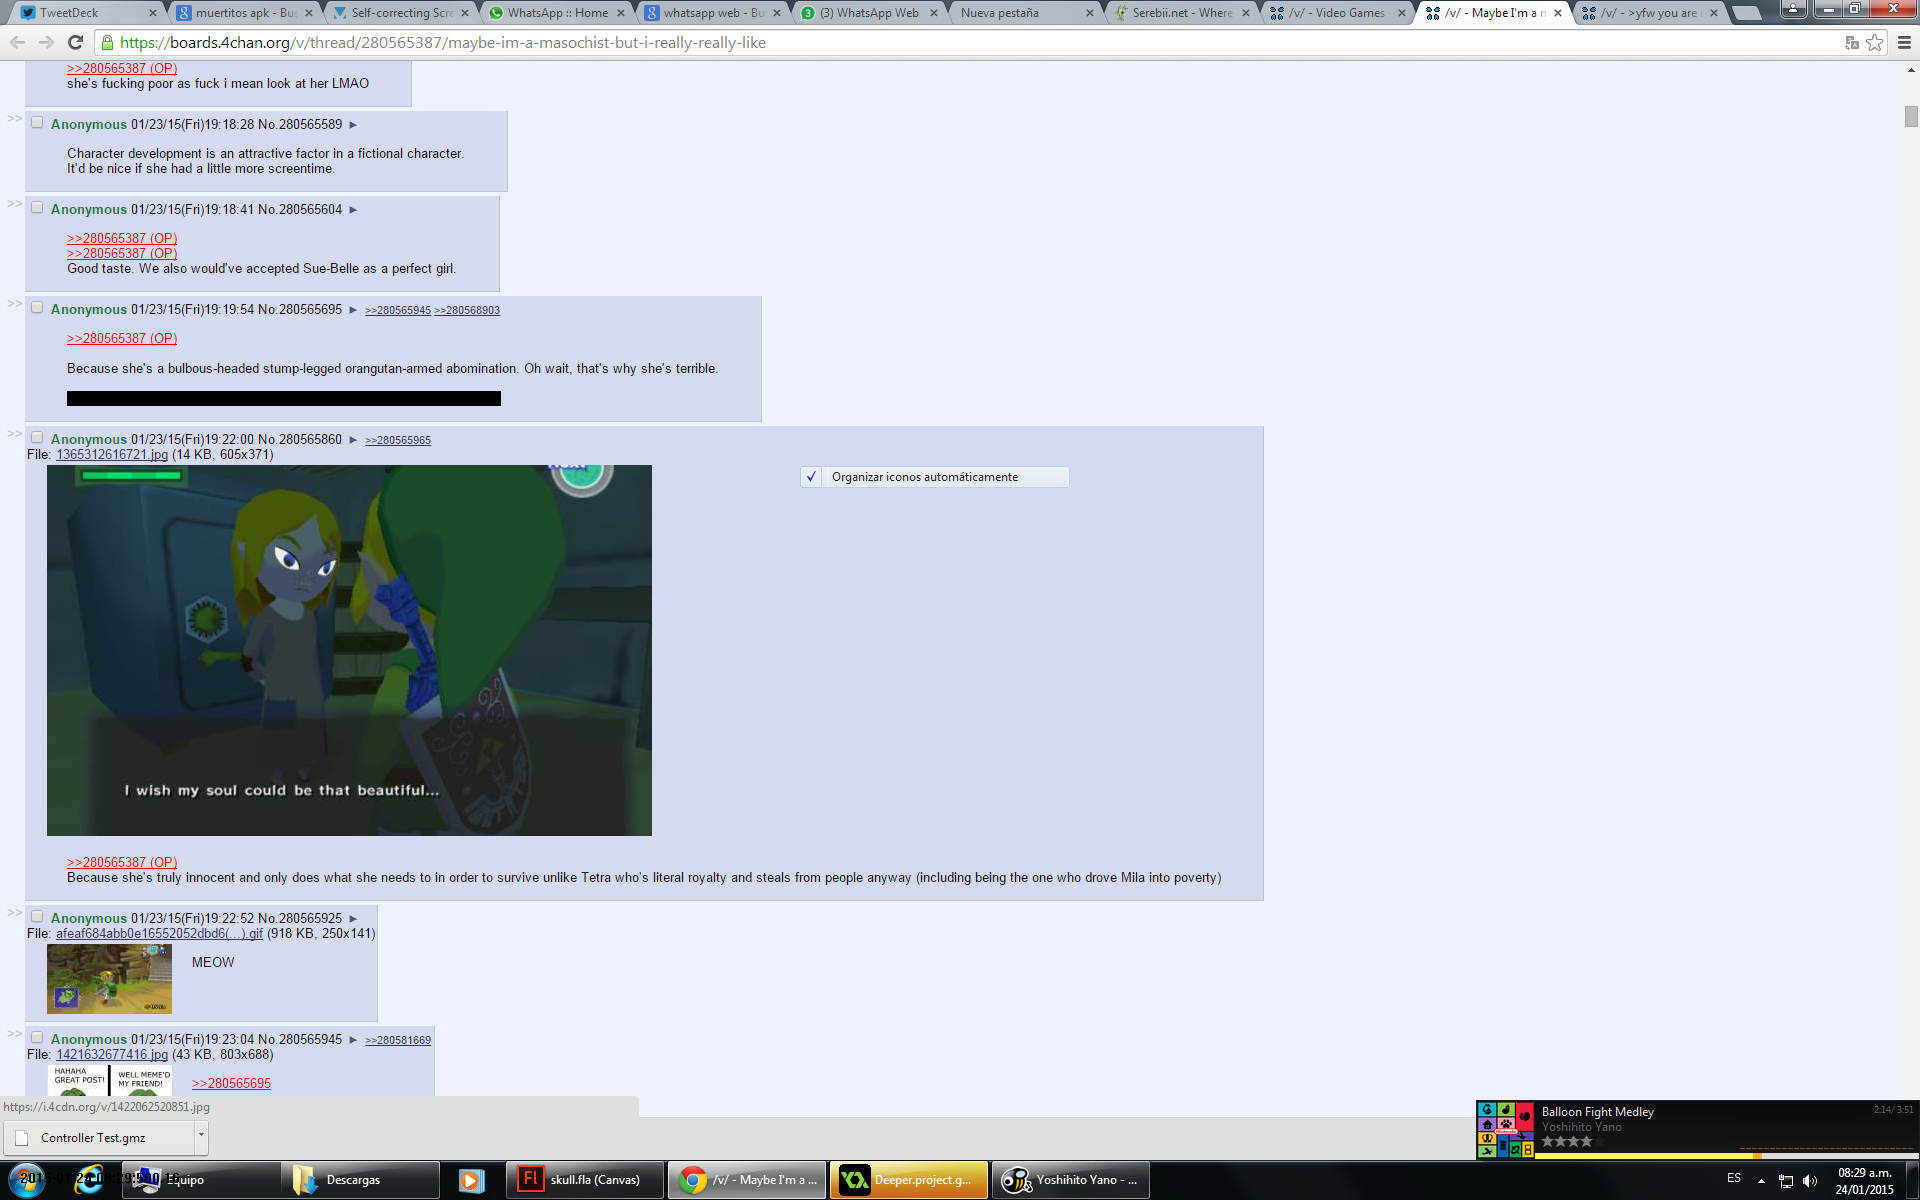 TweetDeck
muertitos apk - Bus
Self-correcting Scre
WhatsApp :: Home
whatsapp web - Bu
(3) WhatsApp Web
Nueva pestaña
Serebii.net - Where
/v/ - Video Games
/v/ - Maybe I'm a n
/v/ - >yfw you are
https://boards.4chan.org/v/thread/280565387/maybe-im-a-masochist-but-i-really-really-like
>>280565387 (OP)
she's fucking poor as fuck i mean look at her LMAO
>> Anonymous 01/23/15(Fri)19:18:28 No.280565589 ►
Character development is an attractive factor in a fictional character.
It'd be nice if she had a little more screentime.
>> Anonymous 01/23/15(Fri)19:18:41 No.280565604 ►
>>280565387 (OP)
>>280565387 (OP)
Good taste. We also would've accepted Sue-Belle as a perfect girl.
>> Anonymous 01/23/15(Fri)19:19:54 No.280565695 ► >>280565945 >>280568903
>>280565387 (OP)
Because she's a bulbous-headed stump-legged orangutan-armed abomination. Oh wait, that's why she's terrible.
>> Anonymous 01/23/15(Fri)19:22:00 No.280565860 ► >>280565965
File: 1365312616721.jpg (14 KB, 605x371)
Organizar iconos automáticamente
I wish my soul could be that beautiful...
>>280565387 (OP)
Because she's truly innocent and only does what she needs to in order to survive unlike Tetra who's literal royalty and steals from people anyway (including being the one who drove Mila into poverty)
>> Anonymous 01/23/15(Fri)19:22:52 No.280565925 ►
File: afeaf684abb0e16552052dbd6(...).gif (918 KB, 250x141)
MEOW
>> Anonymous 01/23/15(Fri)19:23:04 No.280565945 ► >>280581669
File: 1421632677416.jpg (43 KB, 803x688)
HAHAHA
GREAT POST!
WELL MEME'D
MY FRIEND!
>>280565695
https://i.4cdn.org/v/1422062520851.jpg
Controller Test.gmz
Balloon Fight Medley
2:14/ 3:51
Yoshihito Yano
Equipo
Descargas
skull.fla (Canvas)
/v/ - Maybe I'm a ...
Deeper.project.g...
Yoshihito Yano - ...
ES
08:29 a.m.
24/01/2015